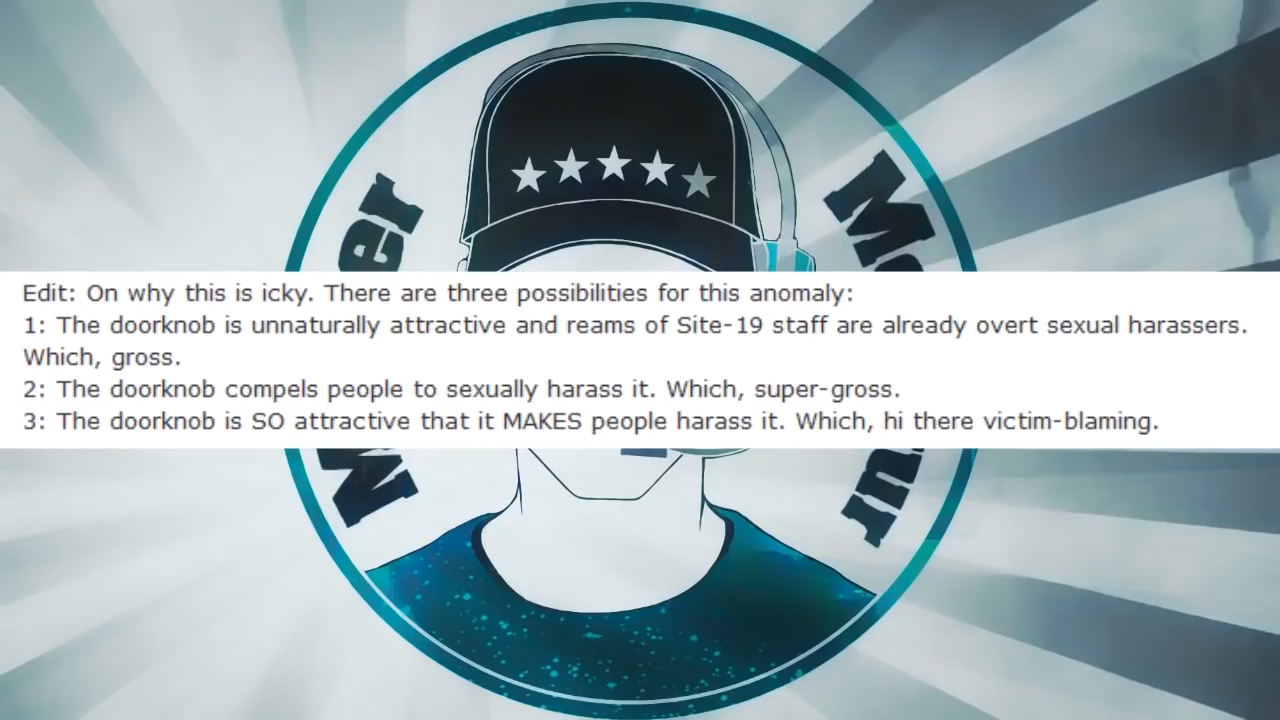 Edit: On why this is icky. There are three possibilities for this anomaly:
1: The doorknob is unnaturally attractive and reams of Site-19 staff are already overt sexual harassers.
Which, gross.
2: The doorknob compels people to sexually harass it. Which, super-gross.
3: The doorknob is SO attractive that it MAKES people harass it. Which, hi there victim-blaming.